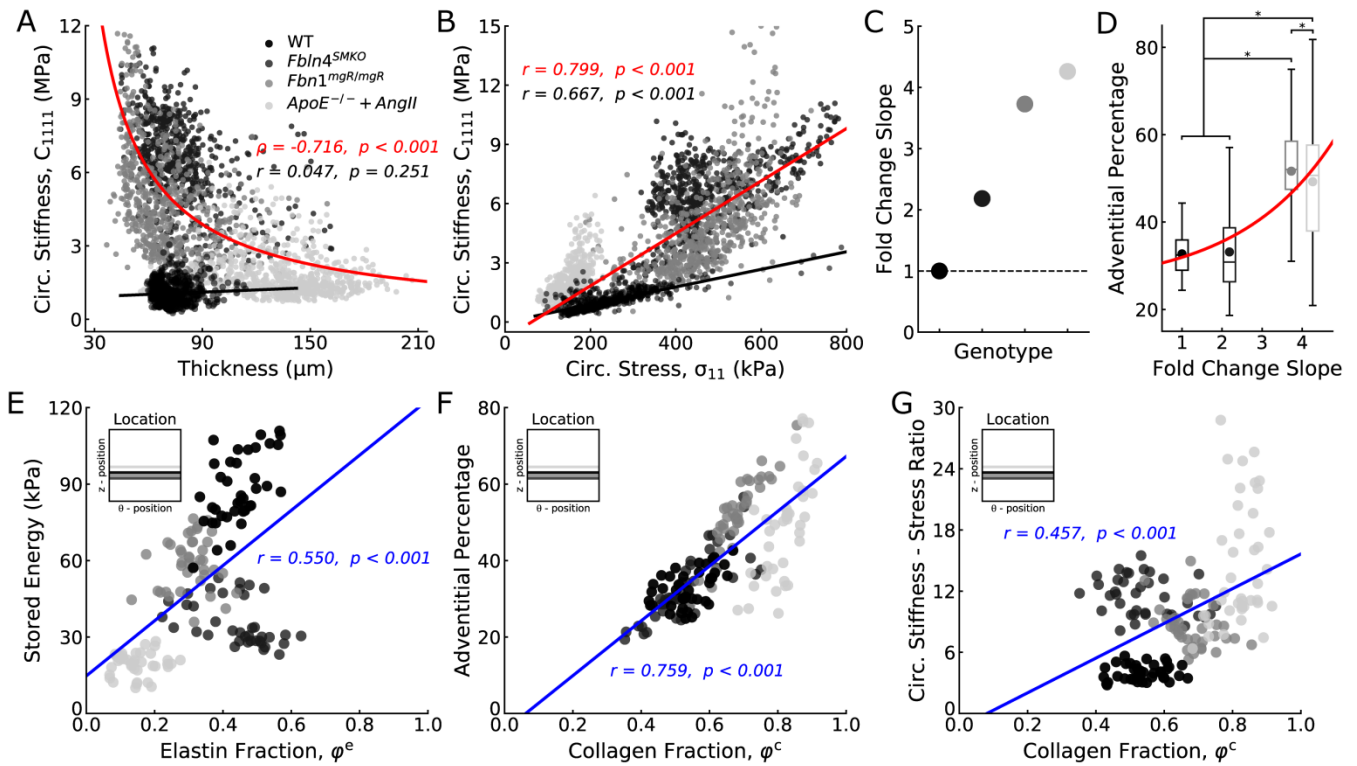 A
Circ. Stiffness, C₁₁₁₁ (MPa)
12
9
6
3
0
30
90
150
210
Thickness (μm)
WT
Fbln4^SMKO
Fbn1^mgR/mgR
ApoE⁻/⁻ + AngII
ρ = -0.716, p < 0.001
r = 0.047, p = 0.251
B
Circ. Stiffness, C₁₁₁₁ (MPa)
15
12
9
6
3
0
0
200
400
600
800
Circ. Stress, σ₁₁ (kPa)
r = 0.799, p < 0.001
r = 0.667, p < 0.001
C
Fold Change Slope
5
4
3
2
1
0
Genotype
D
Adventitial Percentage
80
60
40
20
1
2
3
4
Fold Change Slope
*
*
*
E
Stored Energy (kPa)
120
90
60
30
0
0.0
0.2
0.4
0.6
0.8
1.0
Elastin Fraction, φᵉ
Location
z - position
θ - position
r = 0.550, p < 0.001
F
Adventitial Percentage
80
60
40
20
0
0.0
0.2
0.4
0.6
0.8
1.0
Collagen Fraction, φᶜ
Location
z - position
θ - position
r = 0.759, p < 0.001
G
Circ. Stiffness - Stress Ratio
30
24
18
12
6
0
0.0
0.2
0.4
0.6
0.8
1.0
Collagen Fraction, φᶜ
Location
z - position
θ - position
r = 0.457, p < 0.001